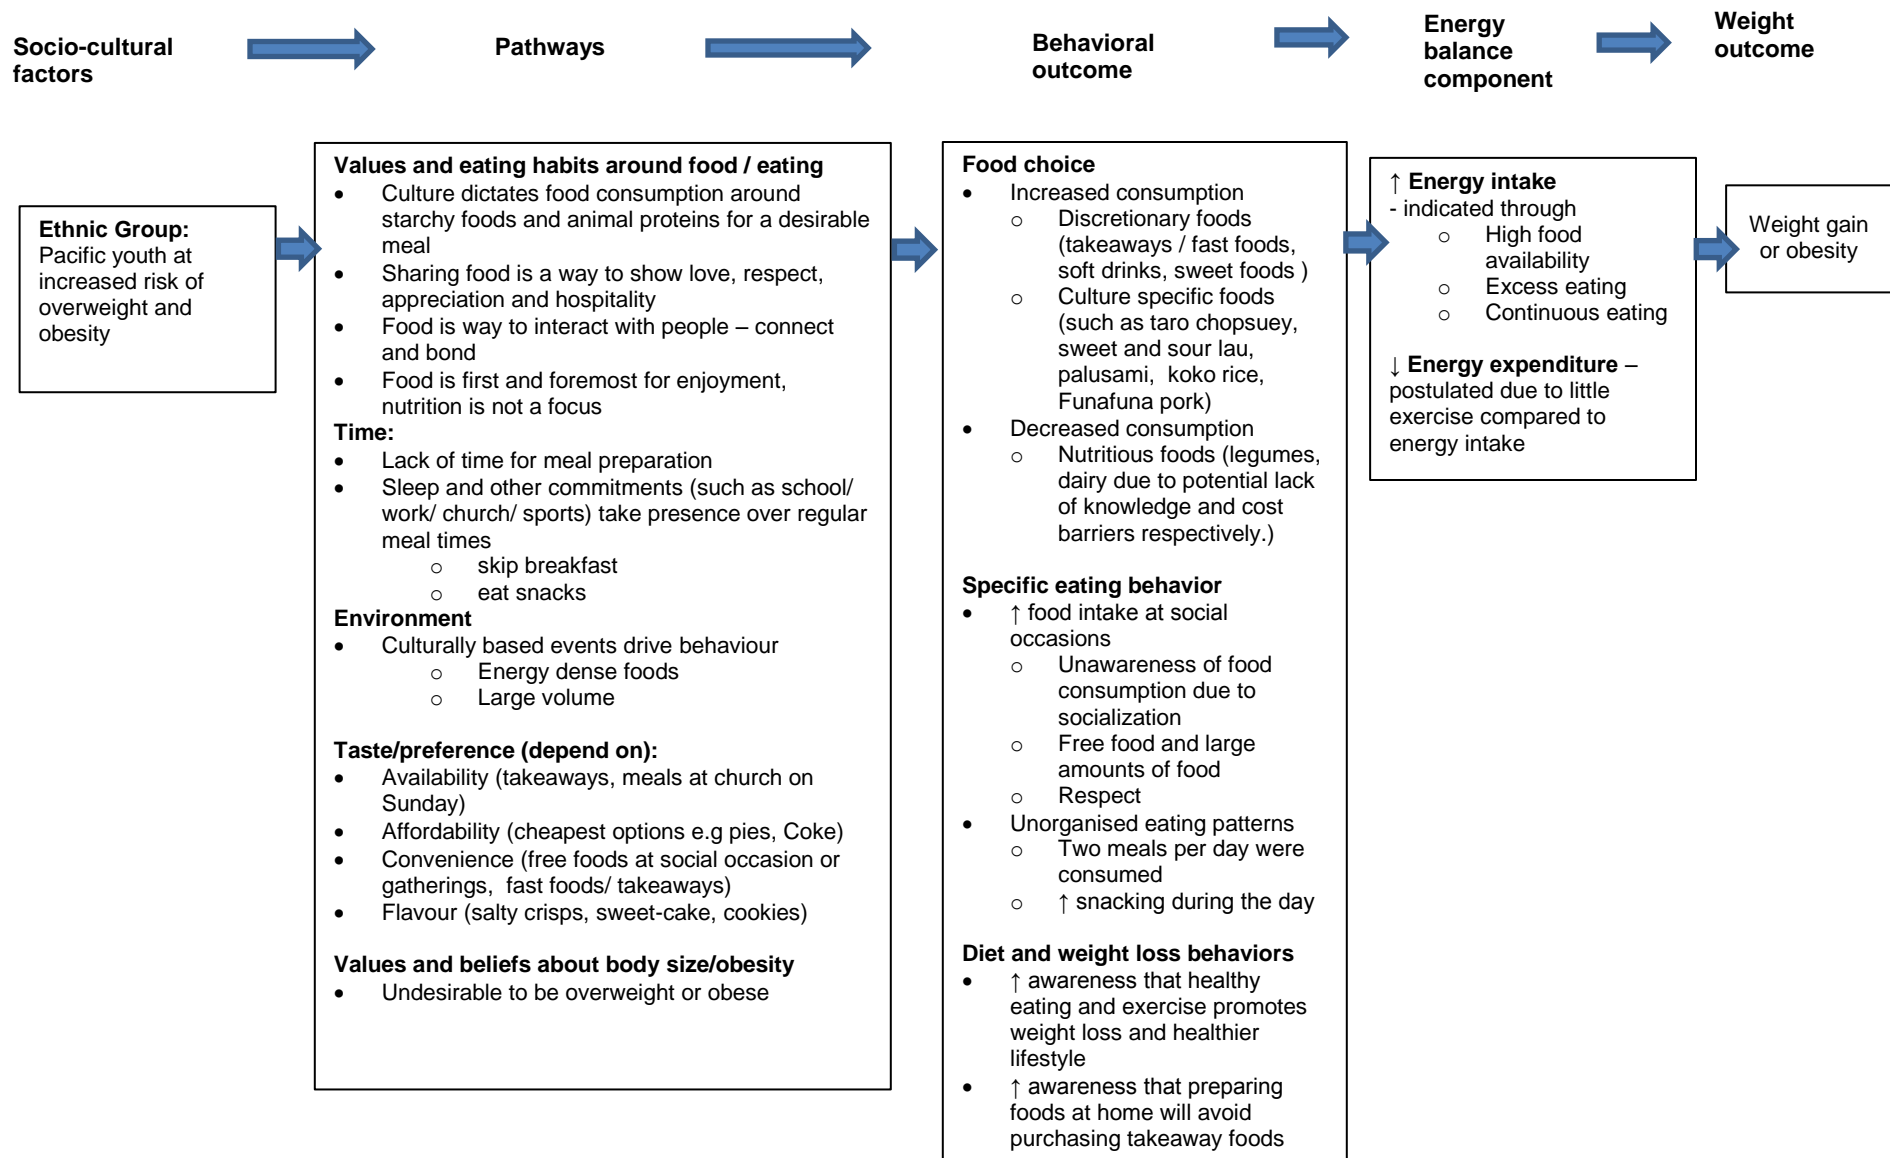 Socio-cultural
factors
Pathways
Behavioral
outcome
Energy
balance
component
Weight
outcome
Ethnic Group:
Pacific youth at
increased risk of
overweight and
obesity
Values and eating habits around food / eating
• Culture dictates food consumption around
starchy foods and animal proteins for a desirable
meal
• Sharing food is a way to show love, respect,
appreciation and hospitality
• Food is way to interact with people – connect
and bond
• Food is first and foremost for enjoyment,
nutrition is not a focus
Time:
• Lack of time for meal preparation
• Sleep and other commitments (such as school/
work/ church/ sports) take presence over regular
meal times
o skip breakfast
o eat snacks
Environment
• Culturally based events drive behaviour
o Energy dense foods
o Large volume
Taste/preference (depend on):
• Availability (takeaways, meals at church on
Sunday)
• Affordability (cheapest options e.g pies, Coke)
• Convenience (free foods at social occasion or
gatherings, fast foods/ takeaways)
• Flavour (salty crisps, sweet-cake, cookies)
Values and beliefs about body size/obesity
• Undesirable to be overweight or obese
Food choice
• Increased consumption
o Discretionary foods
(takeaways / fast foods,
soft drinks, sweet foods )
o Culture specific foods
(such as taro chopsuey,
sweet and sour lau,
palusami, koko rice,
Funafuna pork)
• Decreased consumption
o Nutritious foods (legumes,
dairy due to potential lack
of knowledge and cost
barriers respectively.)
Specific eating behavior
• ↑ food intake at social
occasions
o Unawareness of food
consumption due to
socialization
o Free food and large
amounts of food
o Respect
• Unorganised eating patterns
o Two meals per day were
consumed
o ↑ snacking during the day
Diet and weight loss behaviors
• ↑ awareness that healthy
eating and exercise promotes
weight loss and healthier
lifestyle
• ↑ awareness that preparing
foods at home will avoid
purchasing takeaway foods
↑ Energy intake
- indicated through
o High food
availability
o Excess eating
o Continuous eating
↓ Energy expenditure –
postulated due to little
exercise compared to
energy intake
Weight gain
or obesity